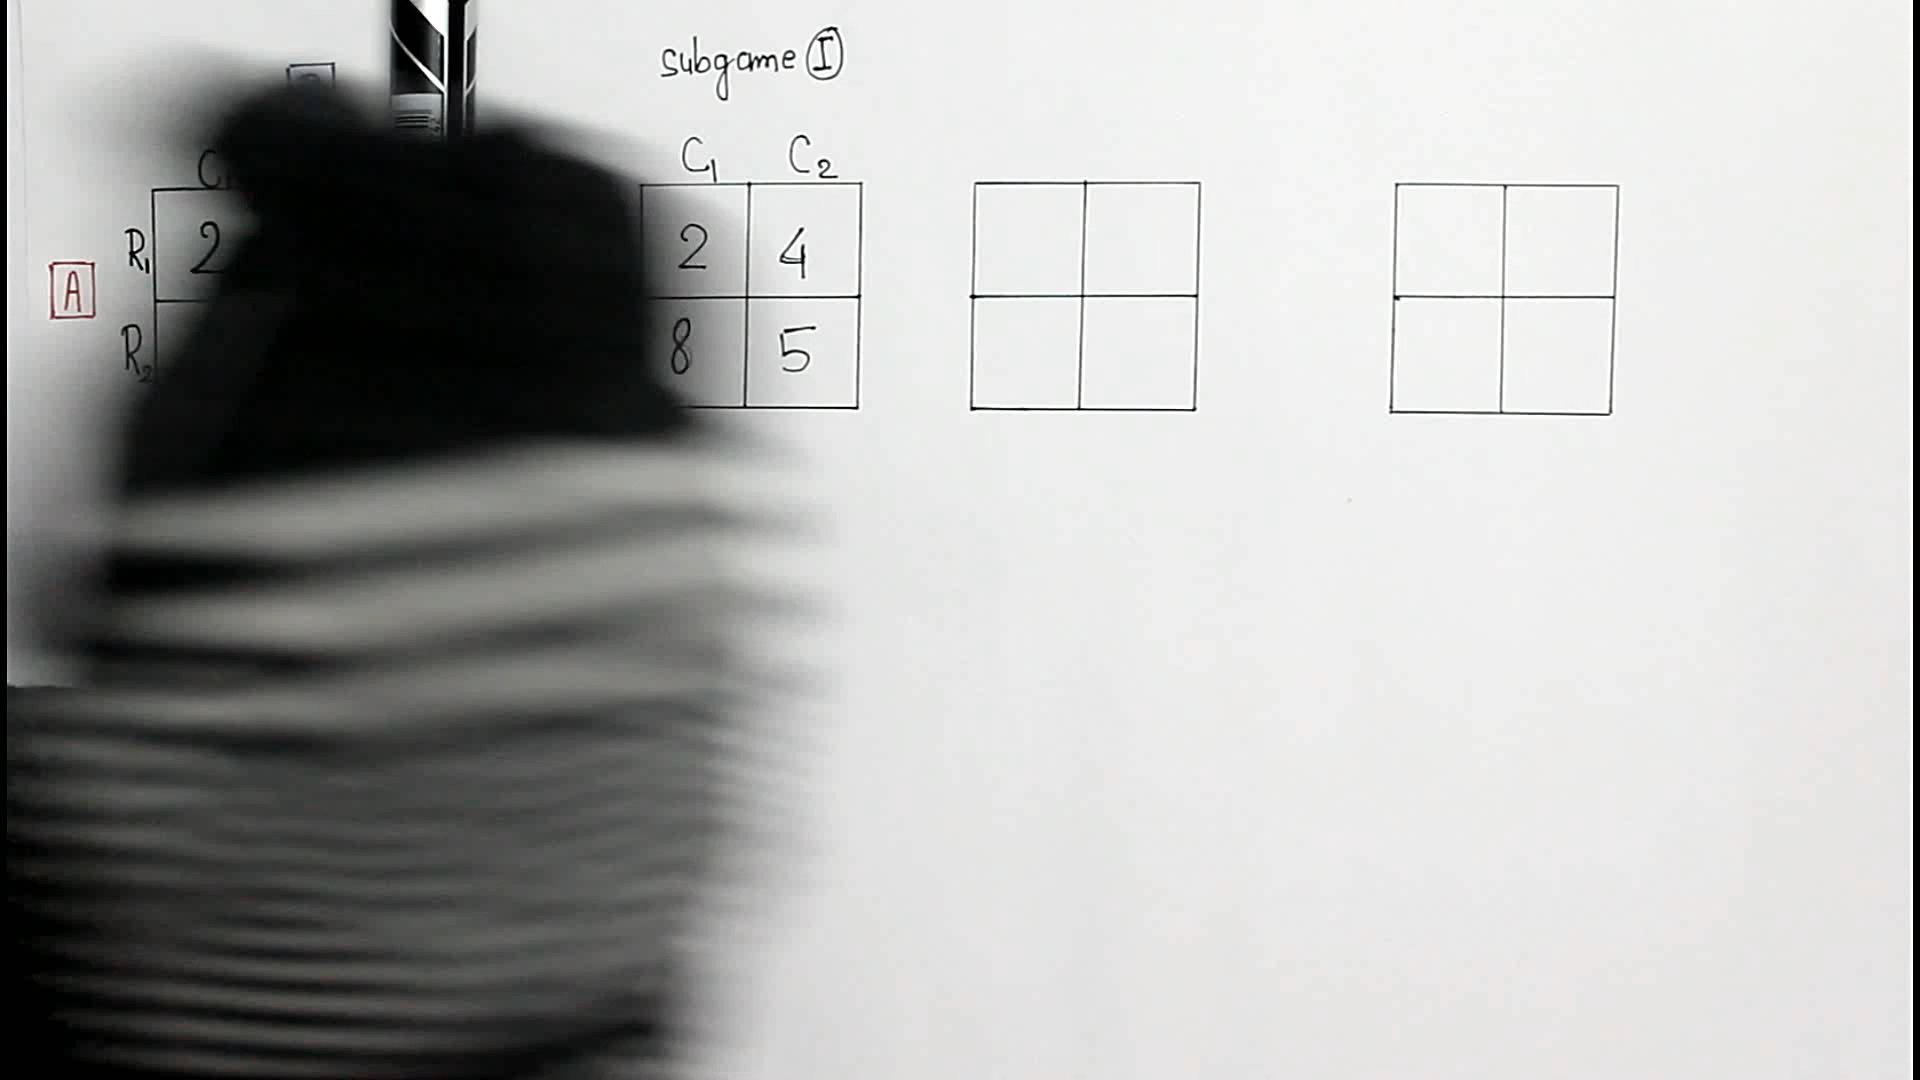 subgame Ⓘ
C₁ C₂
R₁ 2 2 4
A
R₂ 8 5